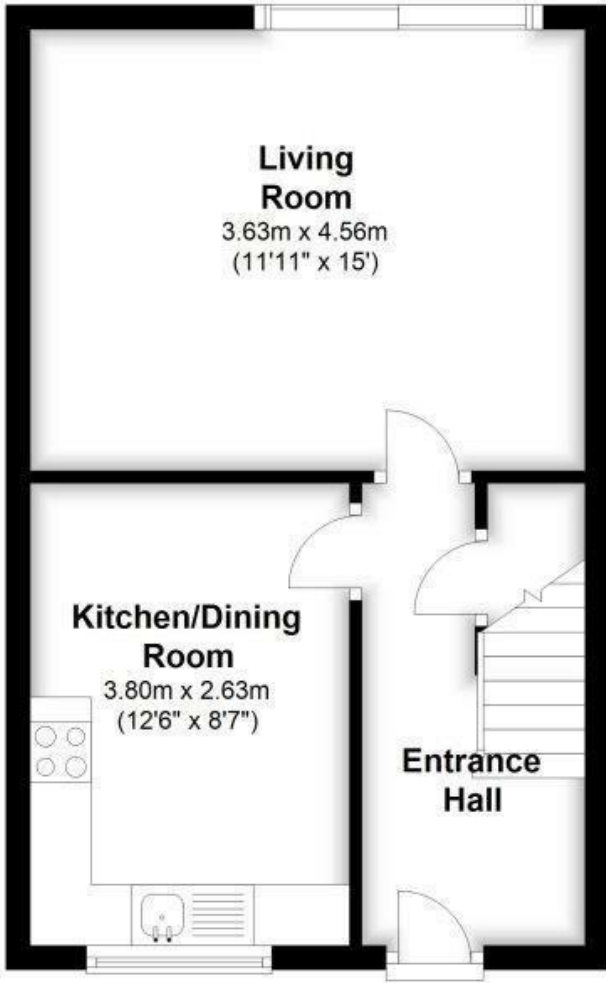 Living
Room
3.63m x 4.56m
(11'11" x 15')
Kitchen/Dining
Room
3.80m x 2.63m
(12'6" x 8'7")
Entrance
Hall